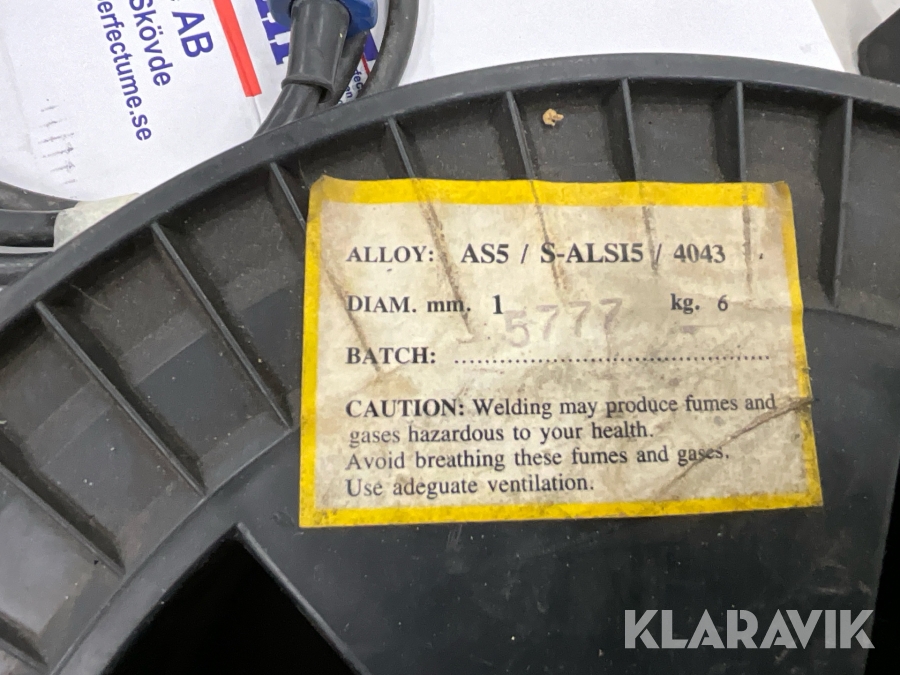 AB
Skövde
erfectume.se
ALLOY: AS5 / S-ALSI5 / 4043
DIAM. mm. 1 kg. 6
5777
BATCH: ..........................................................
CAUTION: Welding may produce fumes and
gases hazardous to your health.
Avoid breathing these fumes and gases.
Use adeguate ventilation.
KLARAVIK